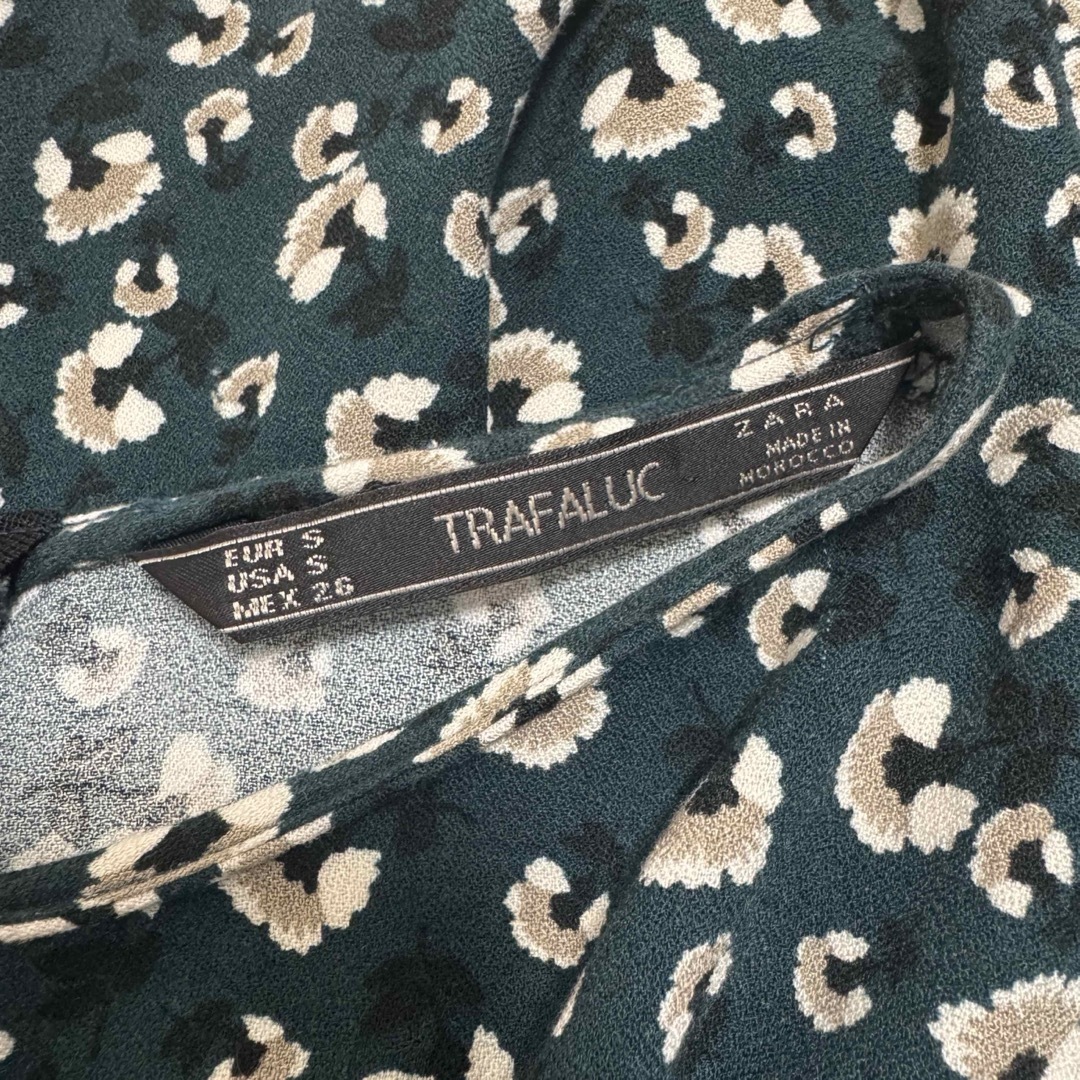 EUR S
USA S
MEX 26
TRAFALUC
ZARA
MADE IN
MOROCCO